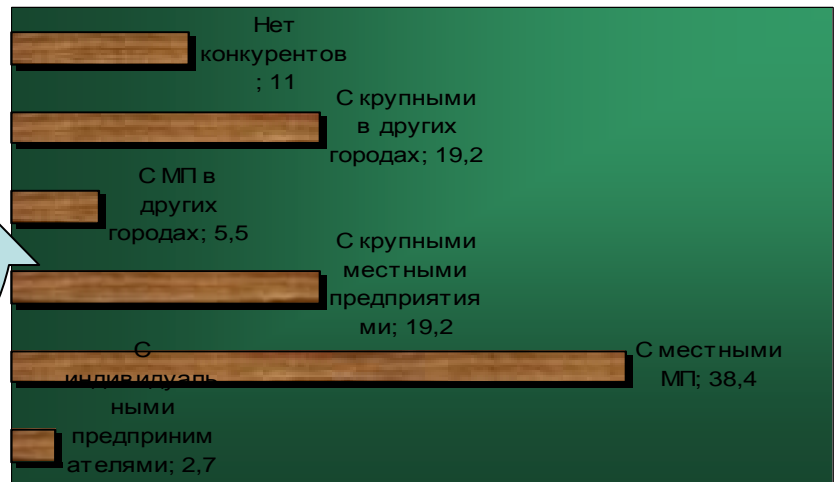 Нет
конкурентов
; 11
С крупными
в других
городах; 19,2
С МП в
других
городах; 5,5
С крупными
местными
предприятия
ми; 19,2
С местными
МП; 38,4
С
индивидуаль
ными
предприним
ателями; 2,7